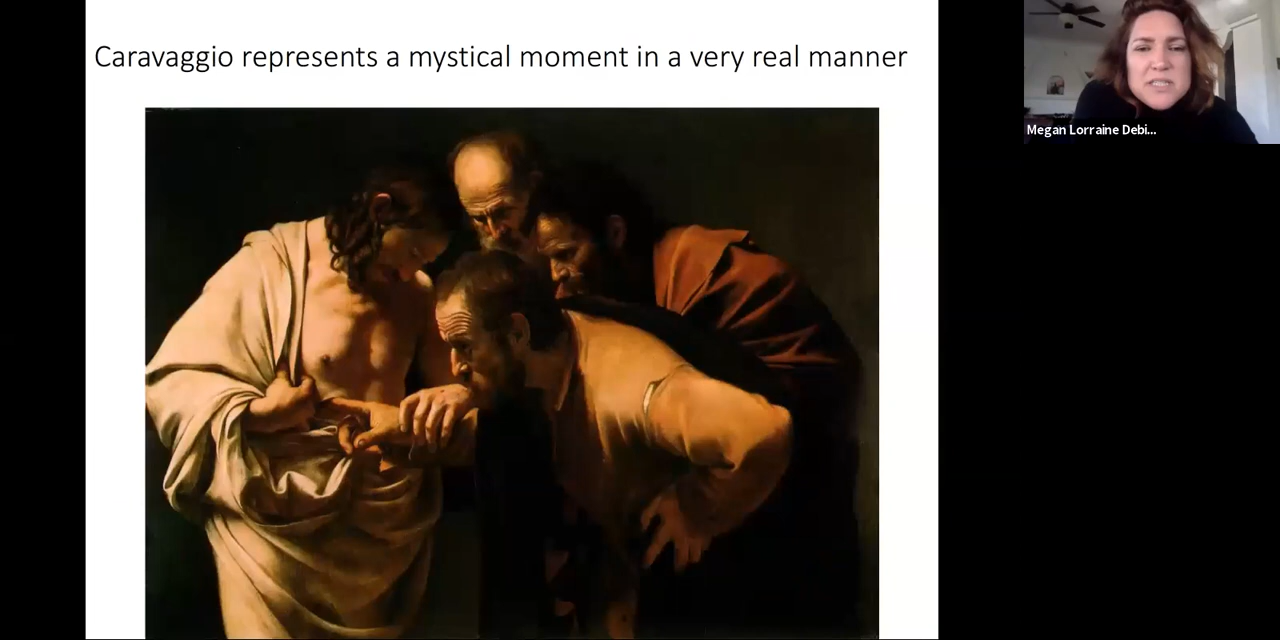 Caravaggio represents a mystical moment in a very real manner
Megan Lorraine Debi...